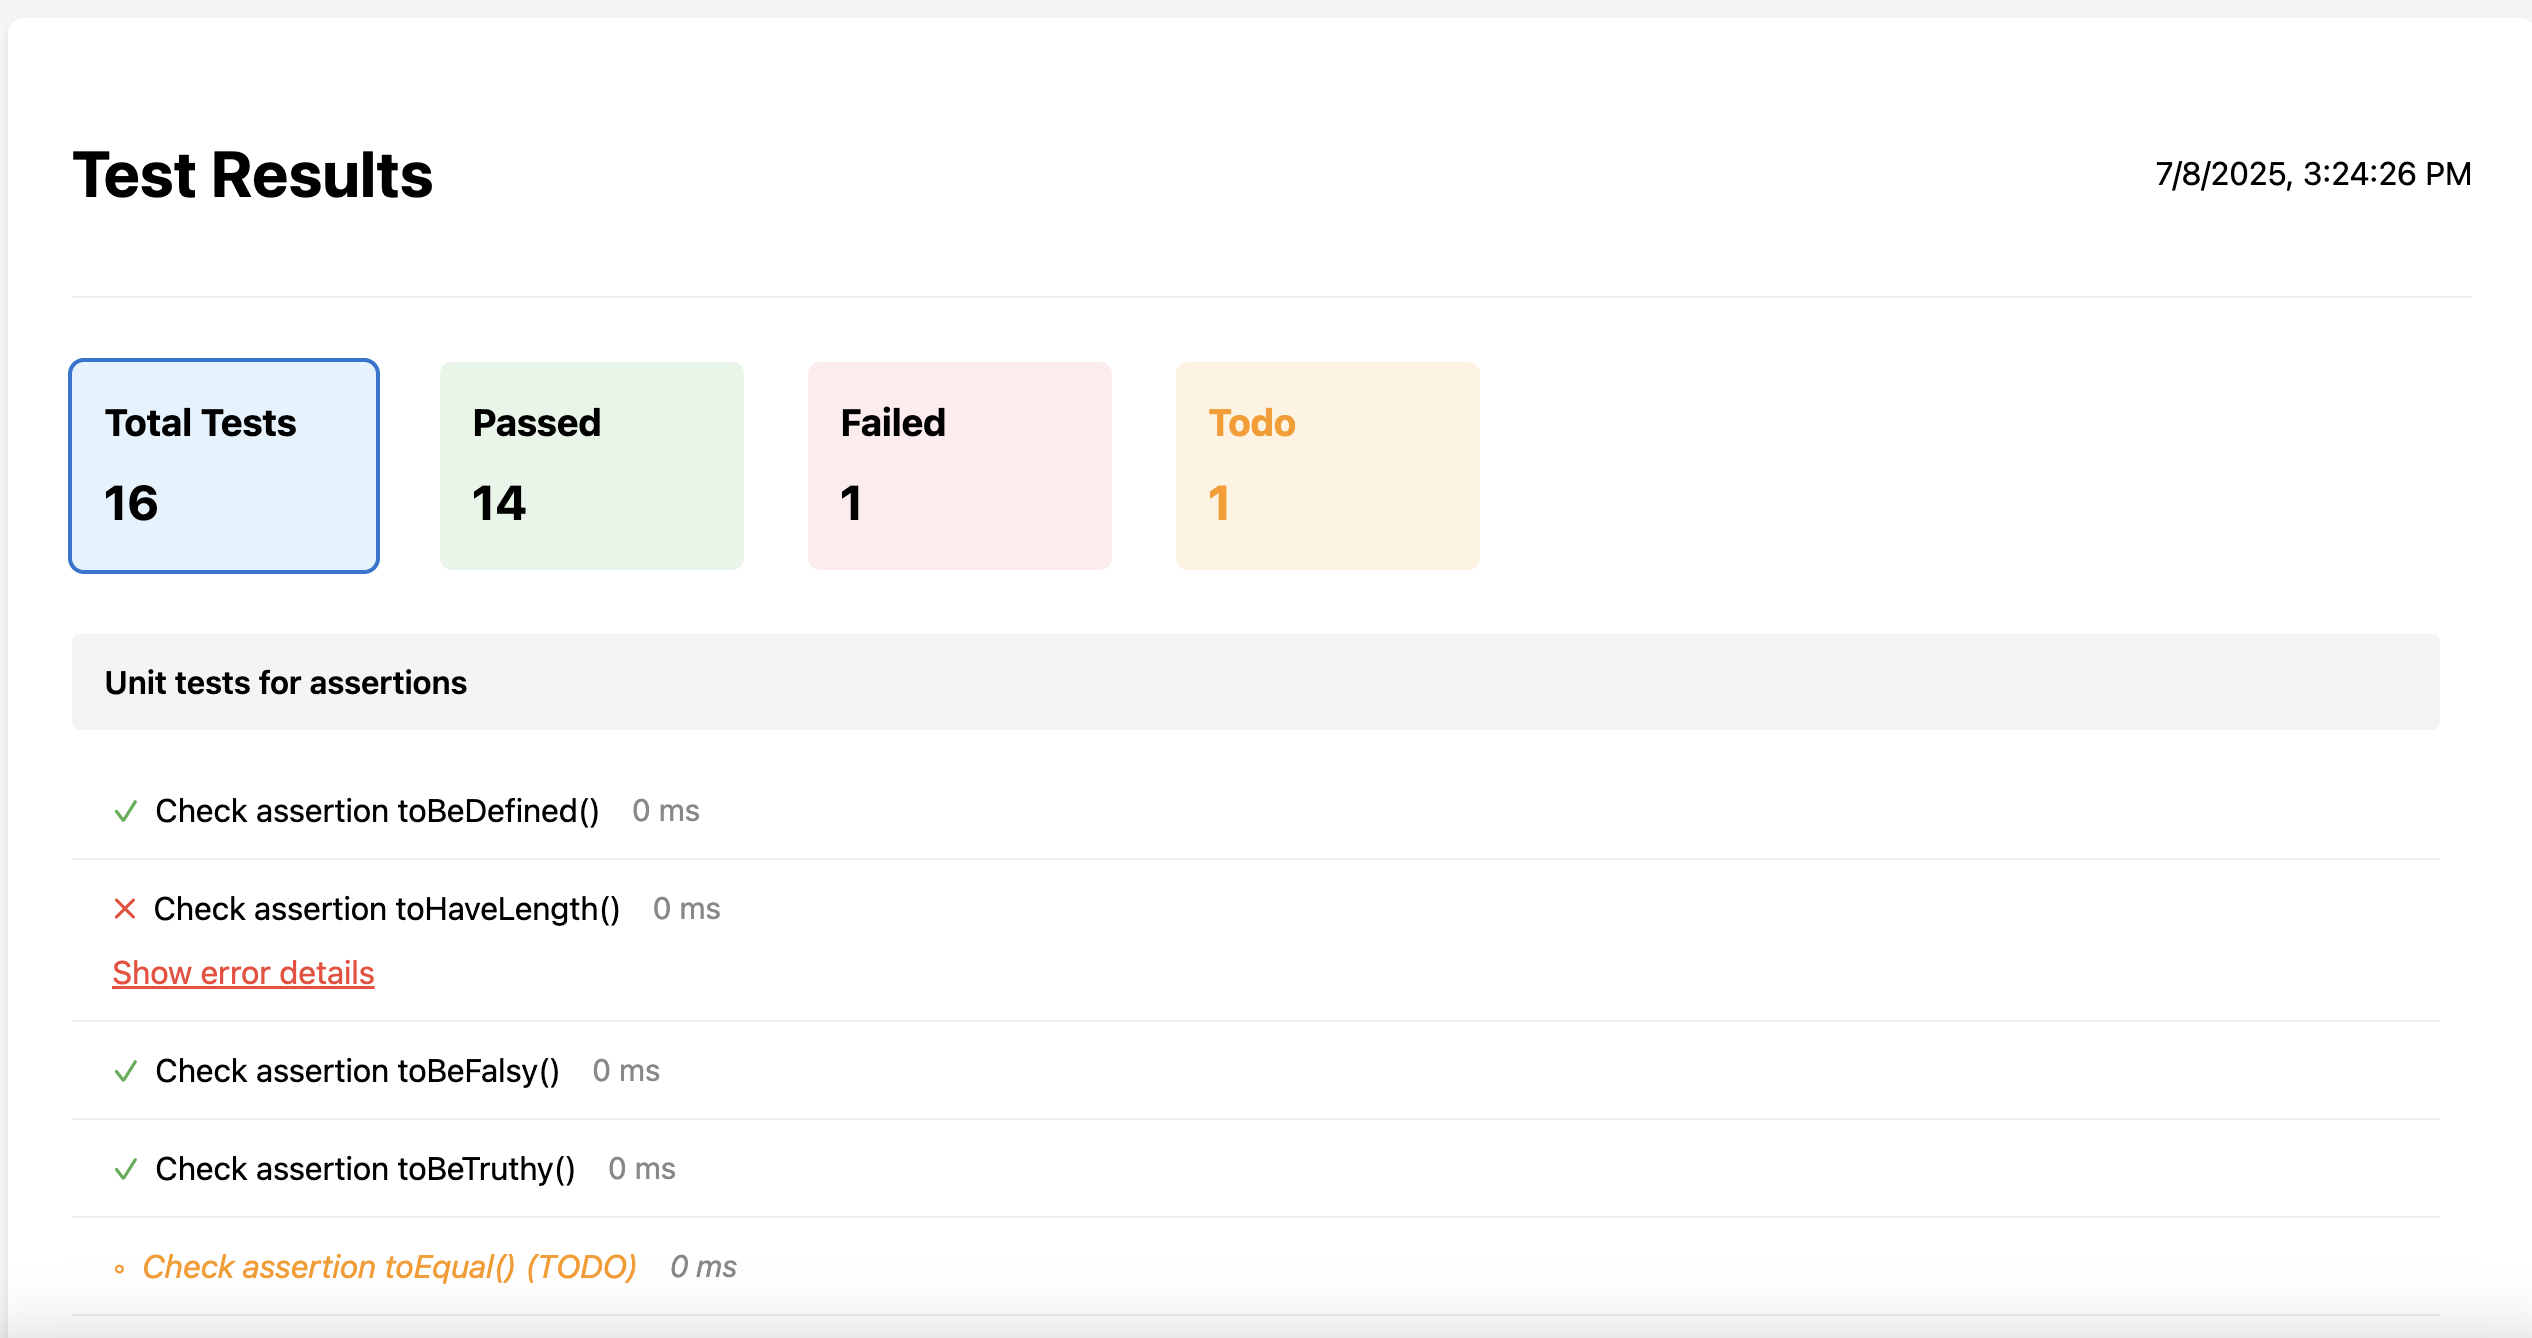 Test Results
7/8/2025, 3:24:26 PM
Total Tests
16
Passed
14
Failed
1
Todo
1
Unit tests for assertions
✓ Check assertion toBeDefined() 0 ms
✕ Check assertion toHaveLength() 0 ms
Show error details
✓ Check assertion toBeFalsy() 0 ms
✓ Check assertion toBeTruthy() 0 ms
∘ Check assertion toEqual() (TODO) 0 ms